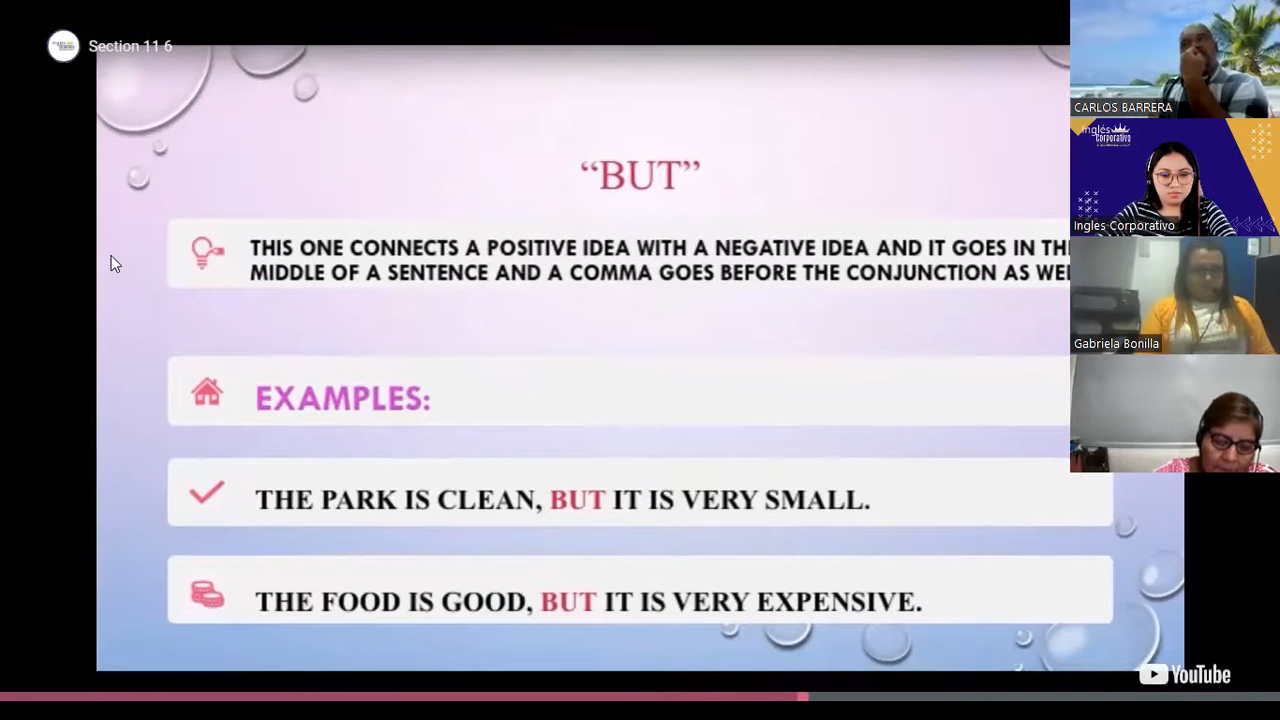 Section 11 6
"BUT"
THIS ONE CONNECTS A POSITIVE IDEA WITH A NEGATIVE IDEA AND IT GOES IN THE
MIDDLE OF A SENTENCE AND A COMMA GOES BEFORE THE CONJUNCTION AS WE
EXAMPLES:
THE PARK IS CLEAN, BUT IT IS VERY SMALL.
THE FOOD IS GOOD, BUT IT IS VERY EXPENSIVE.
CARLOS BARRERA
Inglés
Corporativo
Ingles Corporativo
Gabriela Bonilla
YouTube